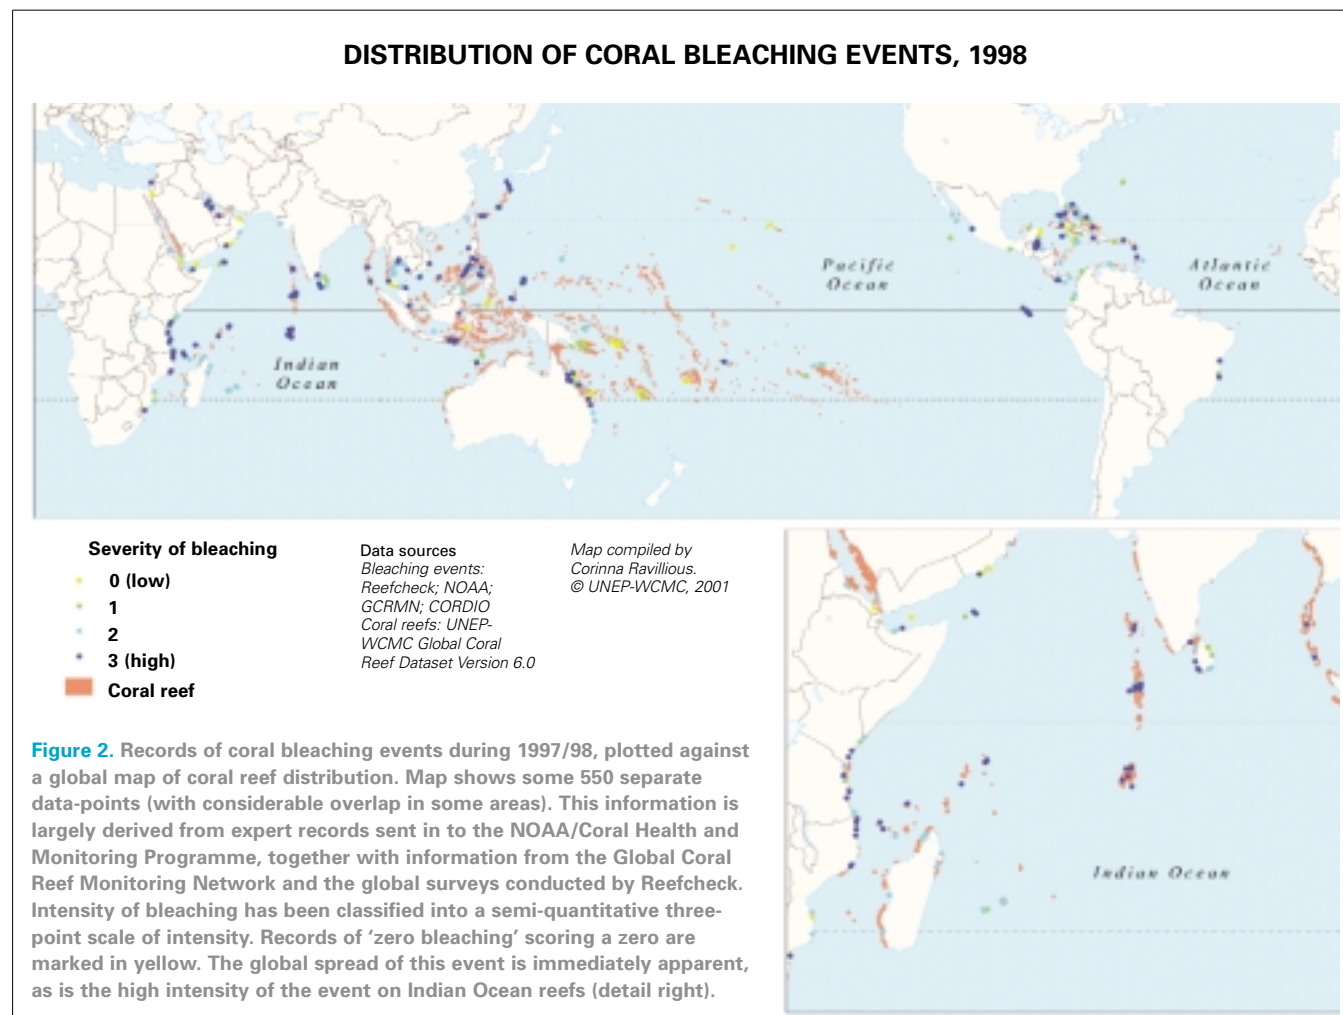 DISTRIBUTION OF CORAL BLEACHING EVENTS, 1998
Pacific
Ocean
Atlantic
Ocean
Indian
Ocean
Severity of bleaching
0 (low)
1
2
3 (high)
Coral reef
Data sources
Bleaching events:
Reefcheck; NOAA;
GCRMN; CORDIO
Coral reefs: UNEP-
WCMC Global Coral
Reef Dataset Version 6.0
Map compiled by
Corinna Ravillious.
© UNEP-WCMC, 2001
Indian Ocean
Figure 2. Records of coral bleaching events during 1997/98, plotted against
a global map of coral reef distribution. Map shows some 550 separate
data-points (with considerable overlap in some areas). This information is
largely derived from expert records sent in to the NOAA/Coral Health and
Monitoring Programme, together with information from the Global Coral
Reef Monitoring Network and the global surveys conducted by Reefcheck.
Intensity of bleaching has been classified into a semi-quantitative three-
point scale of intensity. Records of ‘zero bleaching’ scoring a zero are
marked in yellow. The global spread of this event is immediately apparent,
as is the high intensity of the event on Indian Ocean reefs (detail right).